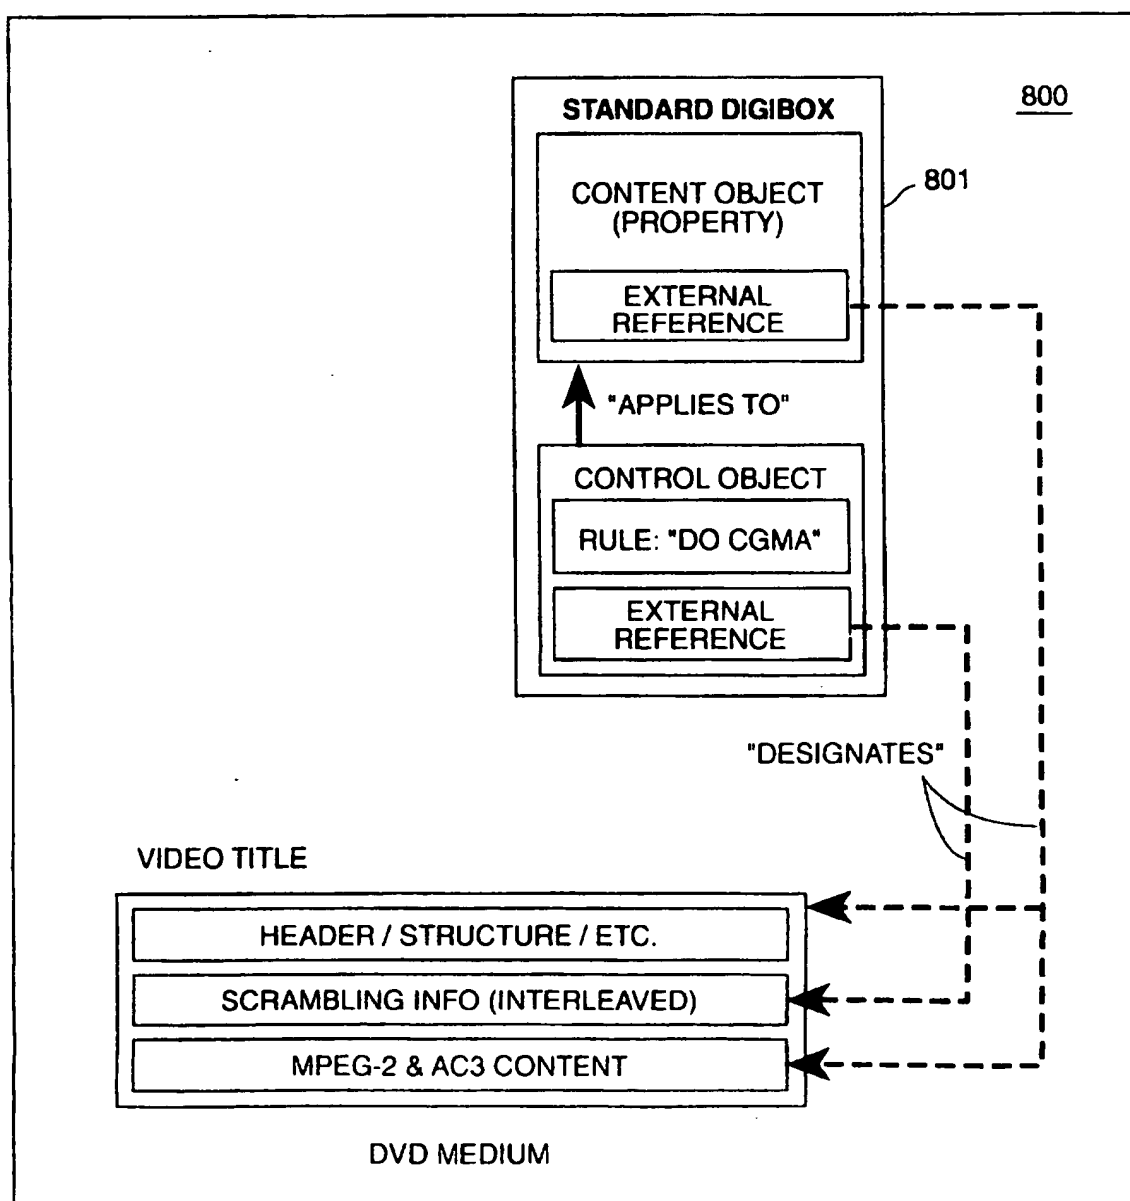 800
STANDARD DIGIBOX
801
CONTENT OBJECT
(PROPERTY)
EXTERNAL
REFERENCE
"APPLIES TO"
CONTROL OBJECT
RULE: "DO CGMA"
EXTERNAL
REFERENCE
"DESIGNATES"
VIDEO TITLE
HEADER / STRUCTURE / ETC.
SCRAMBLING INFO (INTERLEAVED)
MPEG-2 & AC3 CONTENT
DVD MEDIUM